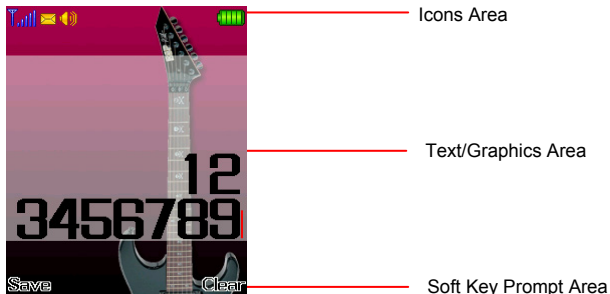 Icons Area
Text/Graphics Area
12
3456789
Save Clear
Soft Key Prompt Area